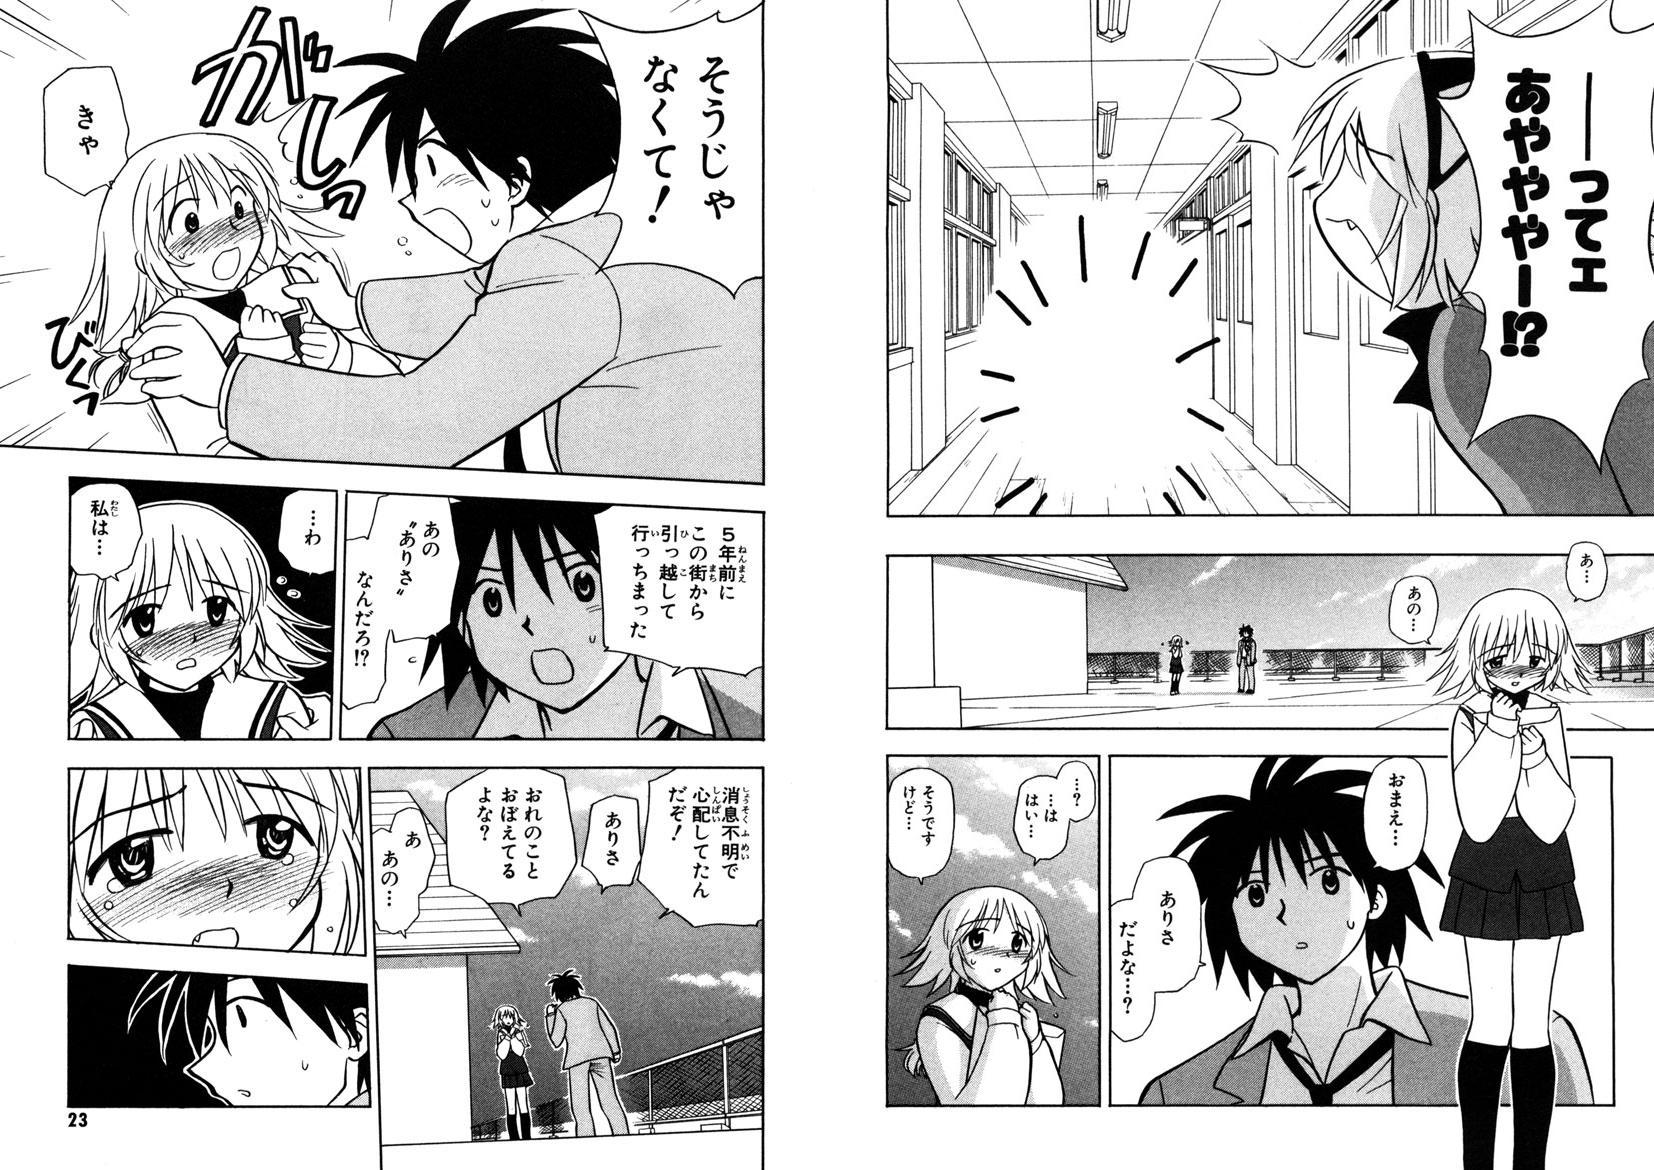 ――ってエ
あややややー!?
あ…
あの…
おまえ…
ありさ
だよな…?
…?
…は
はい…
そうです
けど…
そうじゃ
なくて!
がしっ
きゃ
びくっ
5年前に
この街から
引っ越して
行っちまった
あの
〝ありさ〟
なんだろ!?
…わ
私は…
消息不明で
心配してたん
だぞ!
ありさ
おれのこと
おぼえてる
よな?
あ
あの…
23